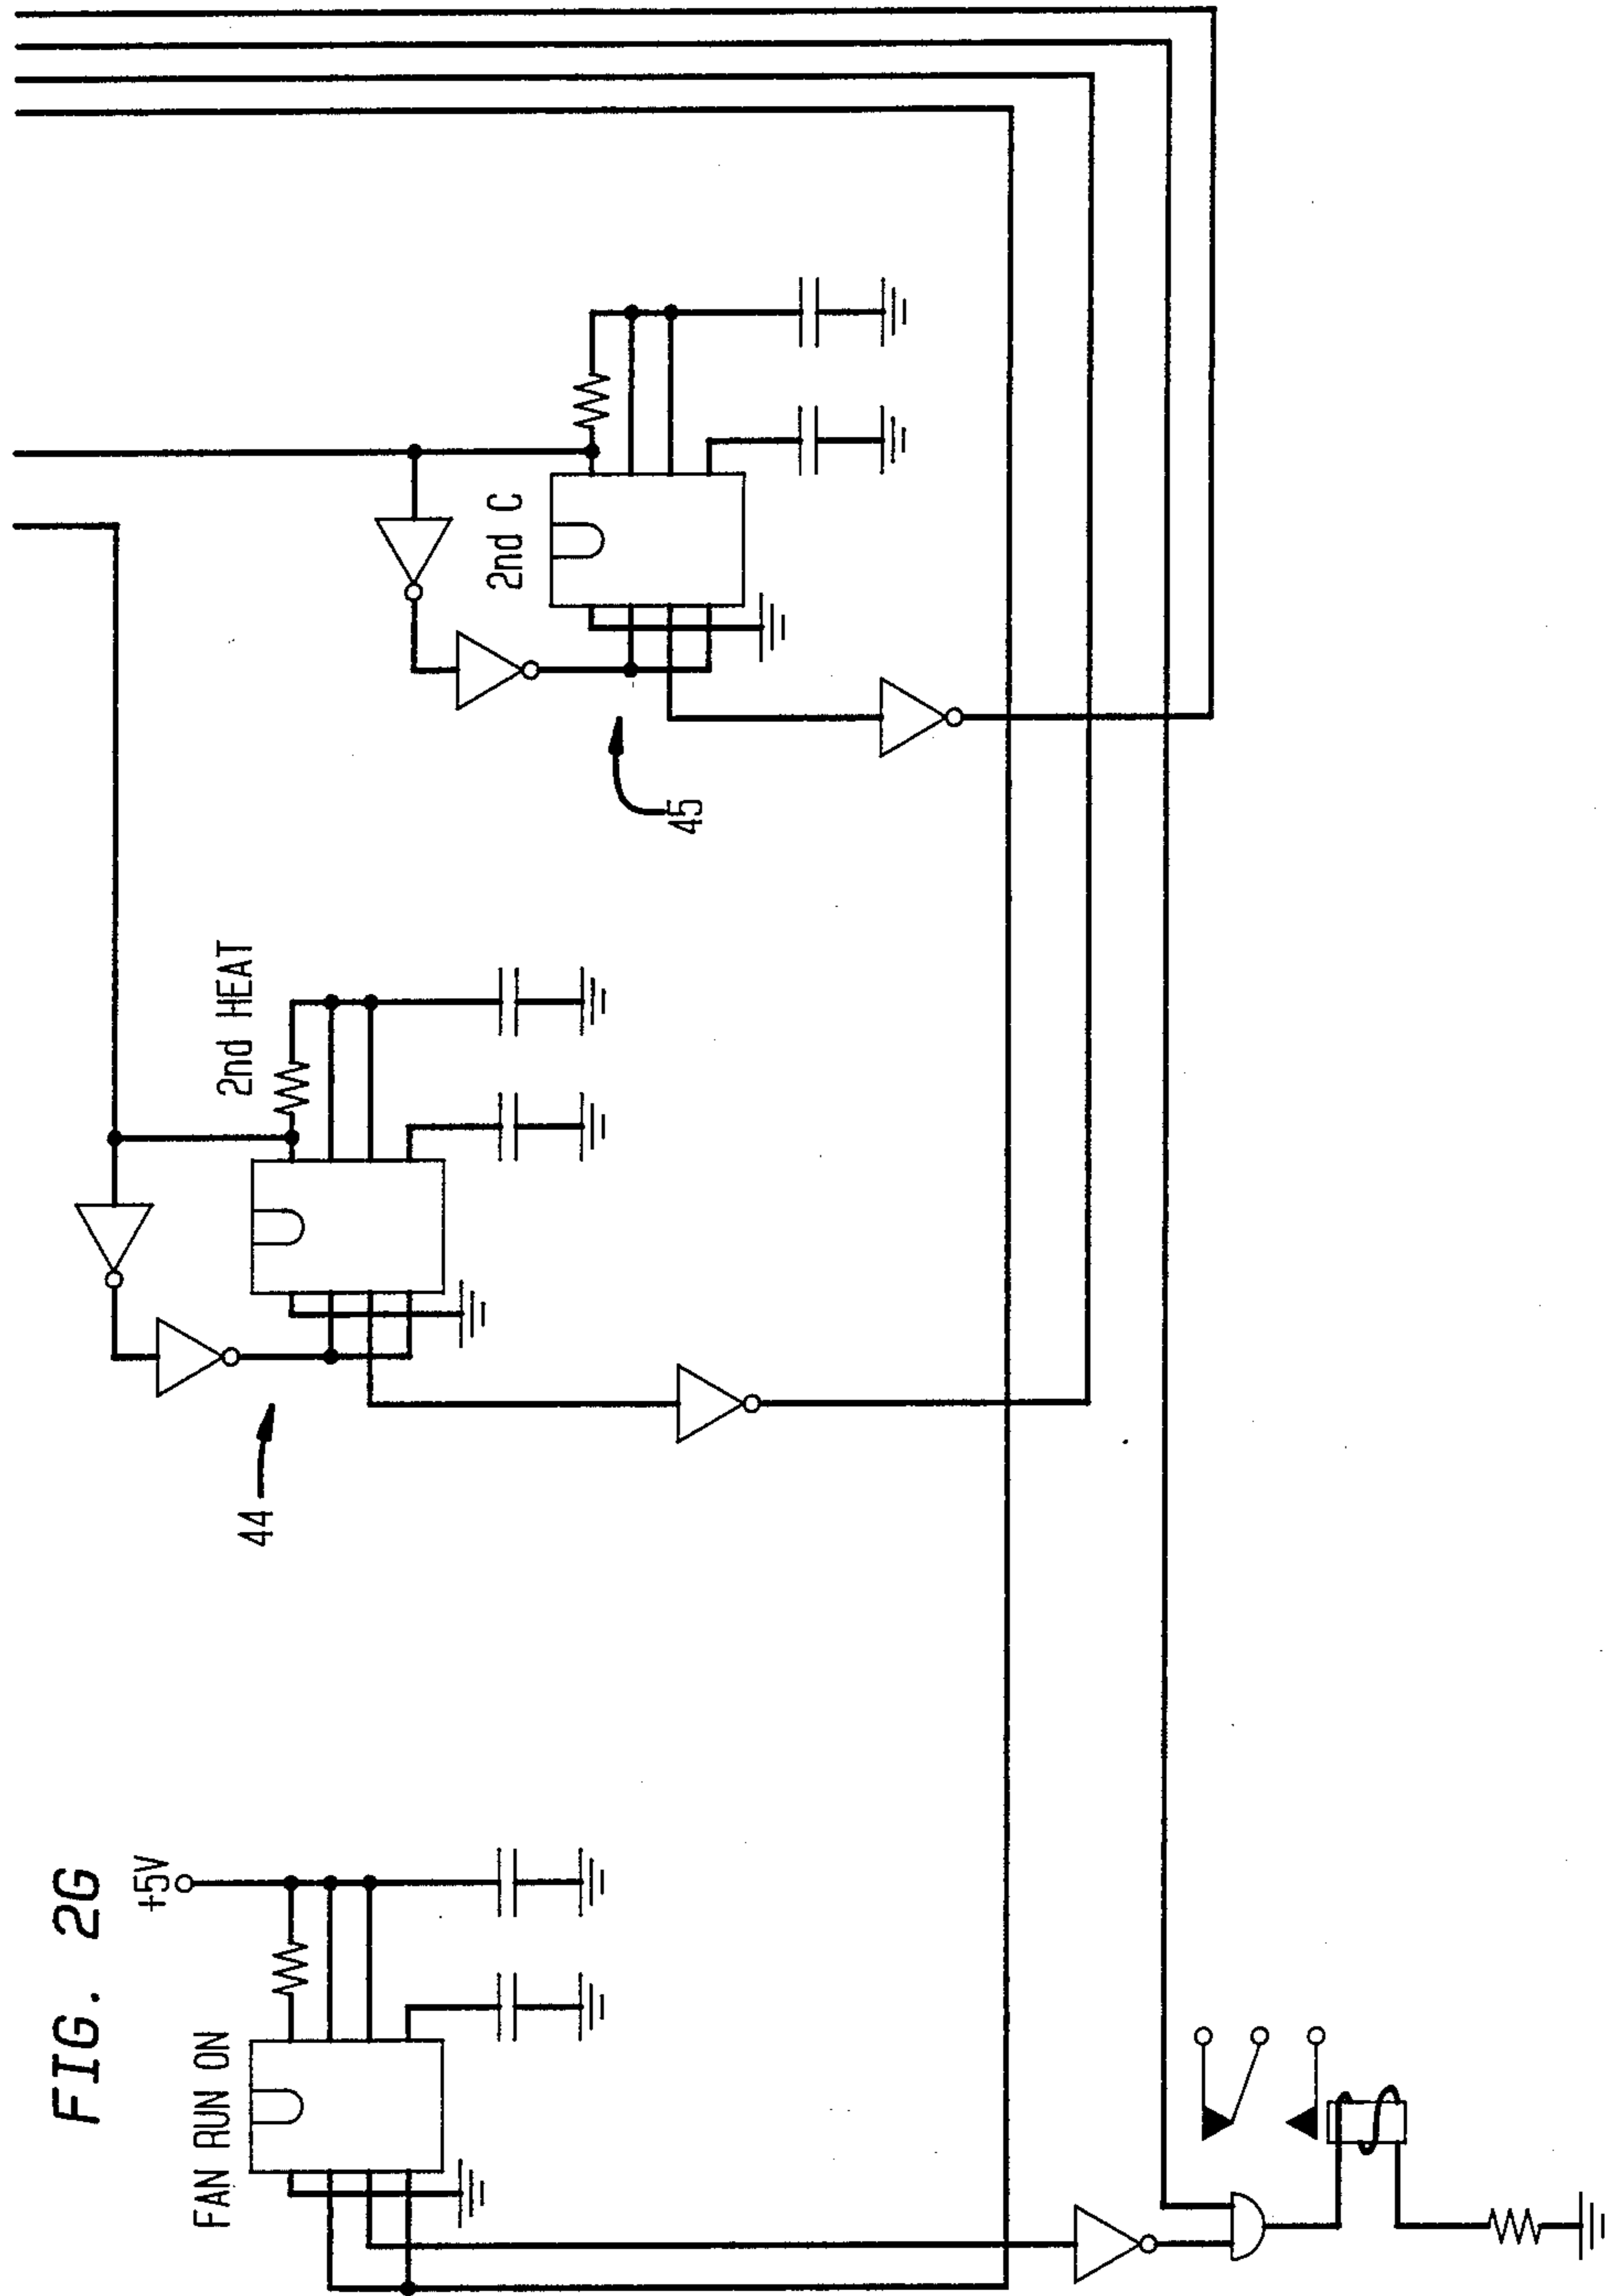 FIG. 2G
+5V
FAN RUN ON
44
2nd HEAT
45
2nd C